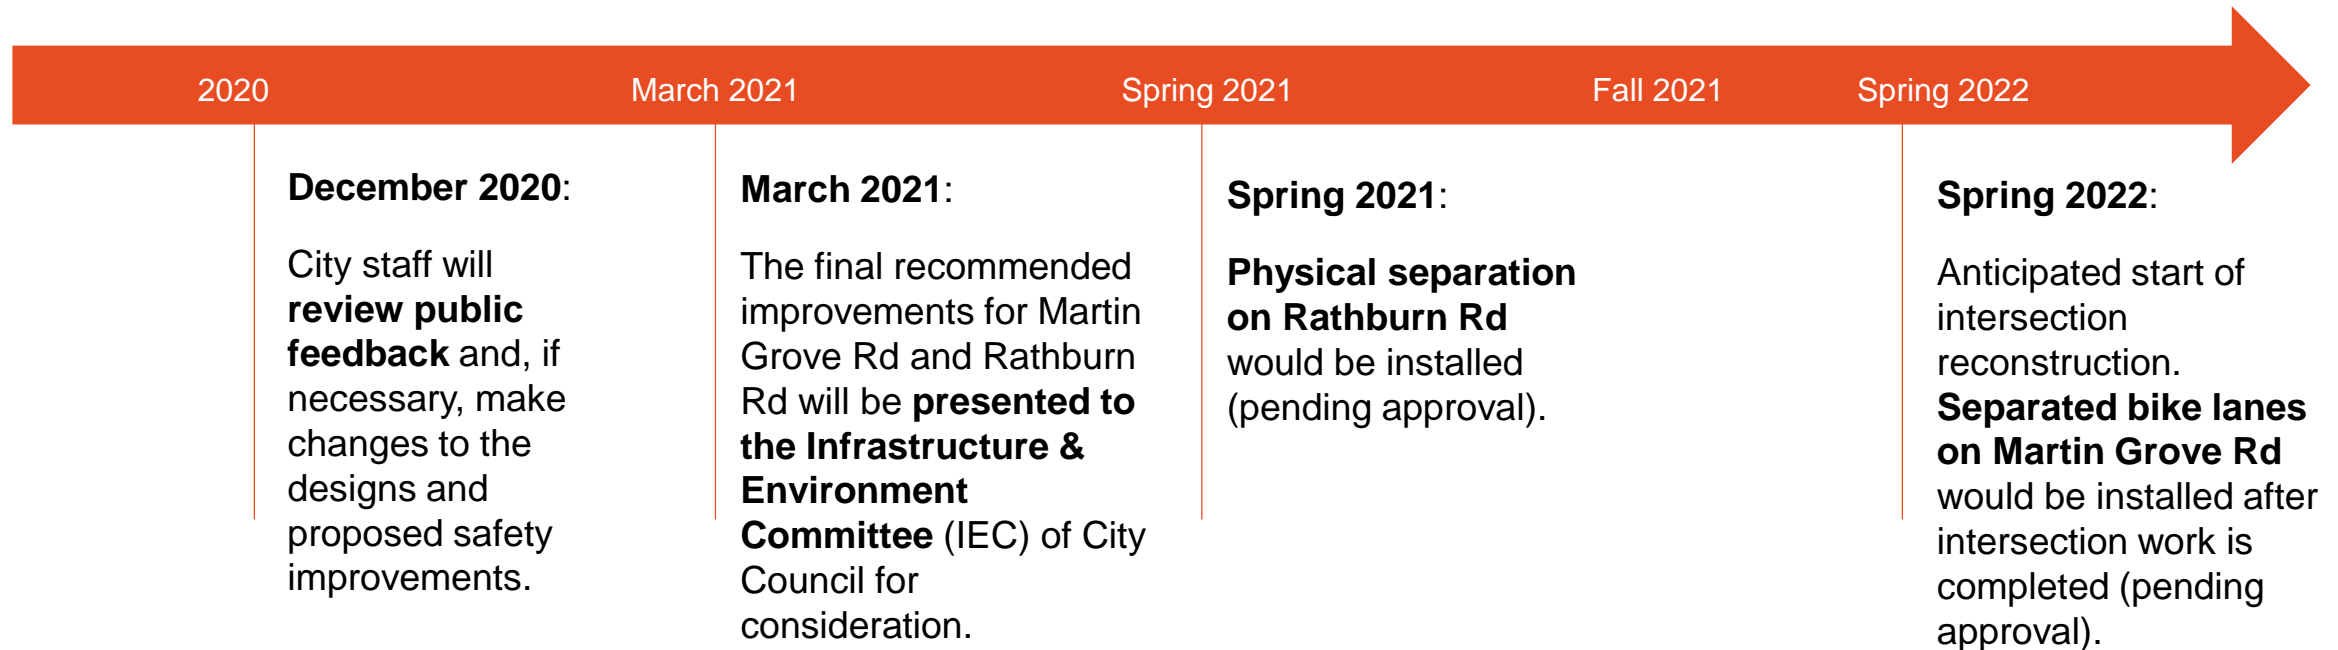 2020
March 2021
Spring 2021
Fall 2021
Spring 2022
December 2020:
City staff will
review public
feedback and, if
necessary, make
changes to the
designs and
proposed safety
improvements.
March 2021:
The final recommended
improvements for Martin
Grove Rd and Rathburn
Rd will be presented to
the Infrastructure &
Environment
Committee (IEC) of City
Council for
consideration.
Spring 2021:
Physical separation
on Rathburn Rd
would be installed
(pending approval).
Spring 2022:
Anticipated start of
intersection
reconstruction.
Separated bike lanes
on Martin Grove Rd
would be installed after
intersection work is
completed (pending
approval).